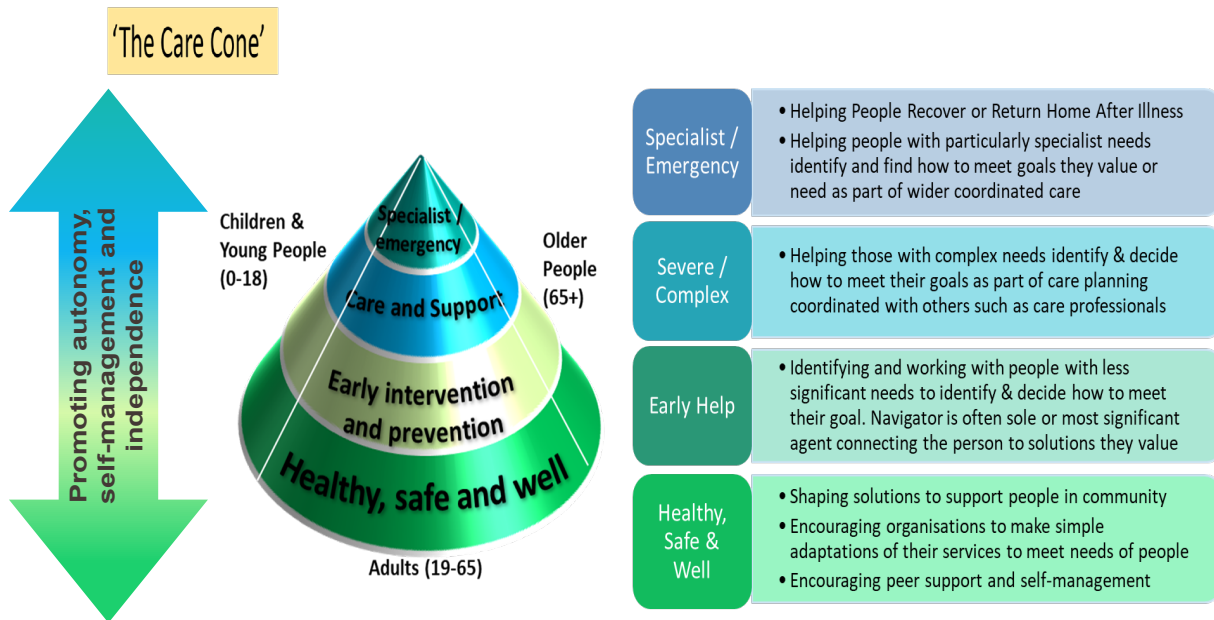 ‘The Care Cone’
Promoting autonomy,
self-management and
independence
Children &
Young People
(0-18)
Older
People
(65+)
Specialist /
emergency
Care and Support
Early intervention
and prevention
Healthy, safe and well
Adults (19-65)
Specialist /
Emergency
• Helping People Recover or Return Home After Illness
• Helping people with particularly specialist needs
identify and find how to meet goals they value or
need as part of wider coordinated care
Severe /
Complex
• Helping those with complex needs identify & decide
how to meet their goals as part of care planning
coordinated with others such as care professionals
Early Help
• Identifying and working with people with less
significant needs to identify & decide how to meet
their goal. Navigator is often sole or most significant
agent connecting the person to solutions they value
Healthy,
Safe &
Well
• Shaping solutions to support people in community
• Encouraging organisations to make simple
adaptations of their services to meet needs of people
• Encouraging peer support and self-management